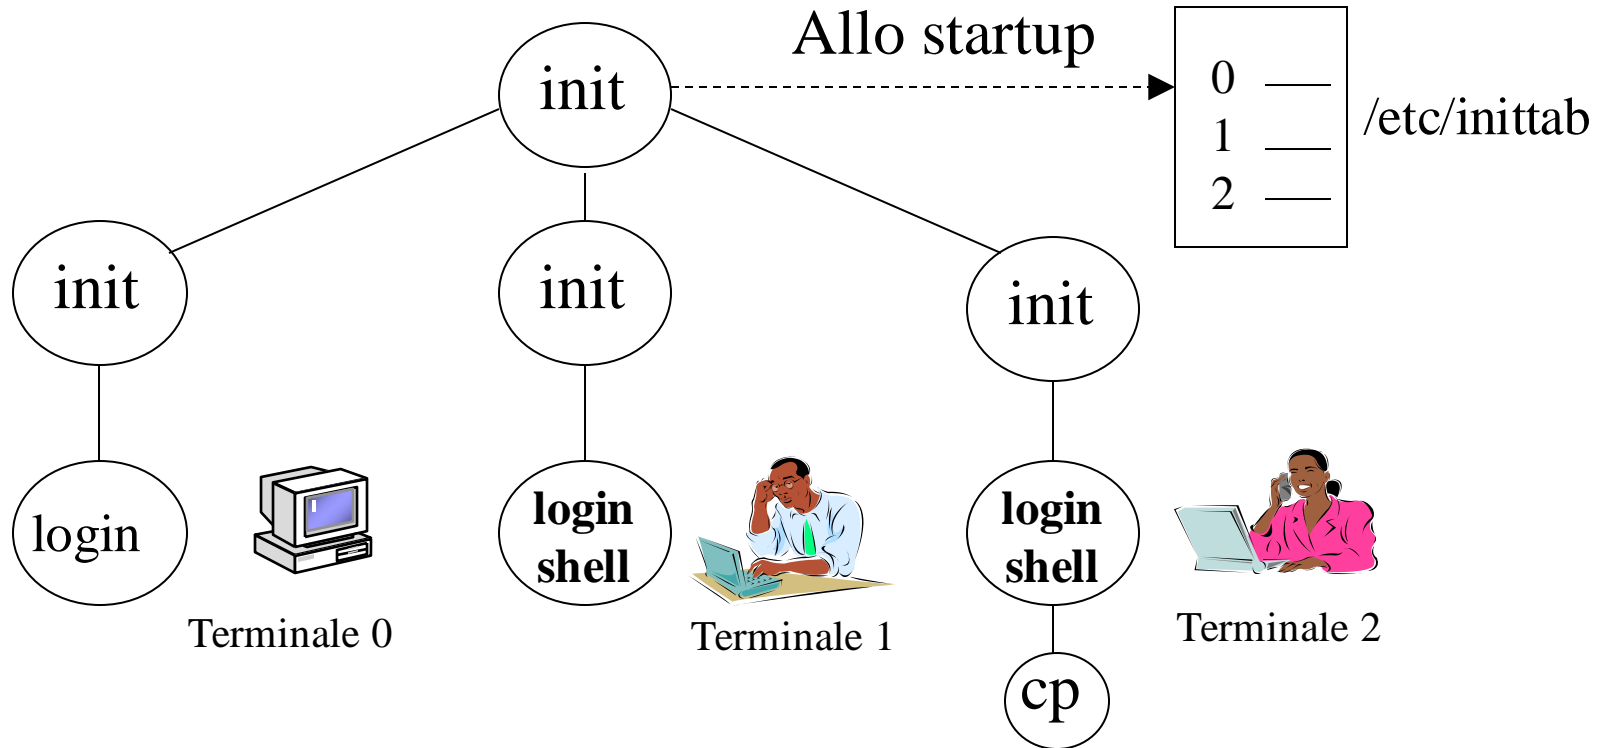 Allo startup
init
0
1
2
/etc/inittab
init
init
init
login
login
shell
login
shell
Terminale 0
Terminale 1
Terminale 2
cp